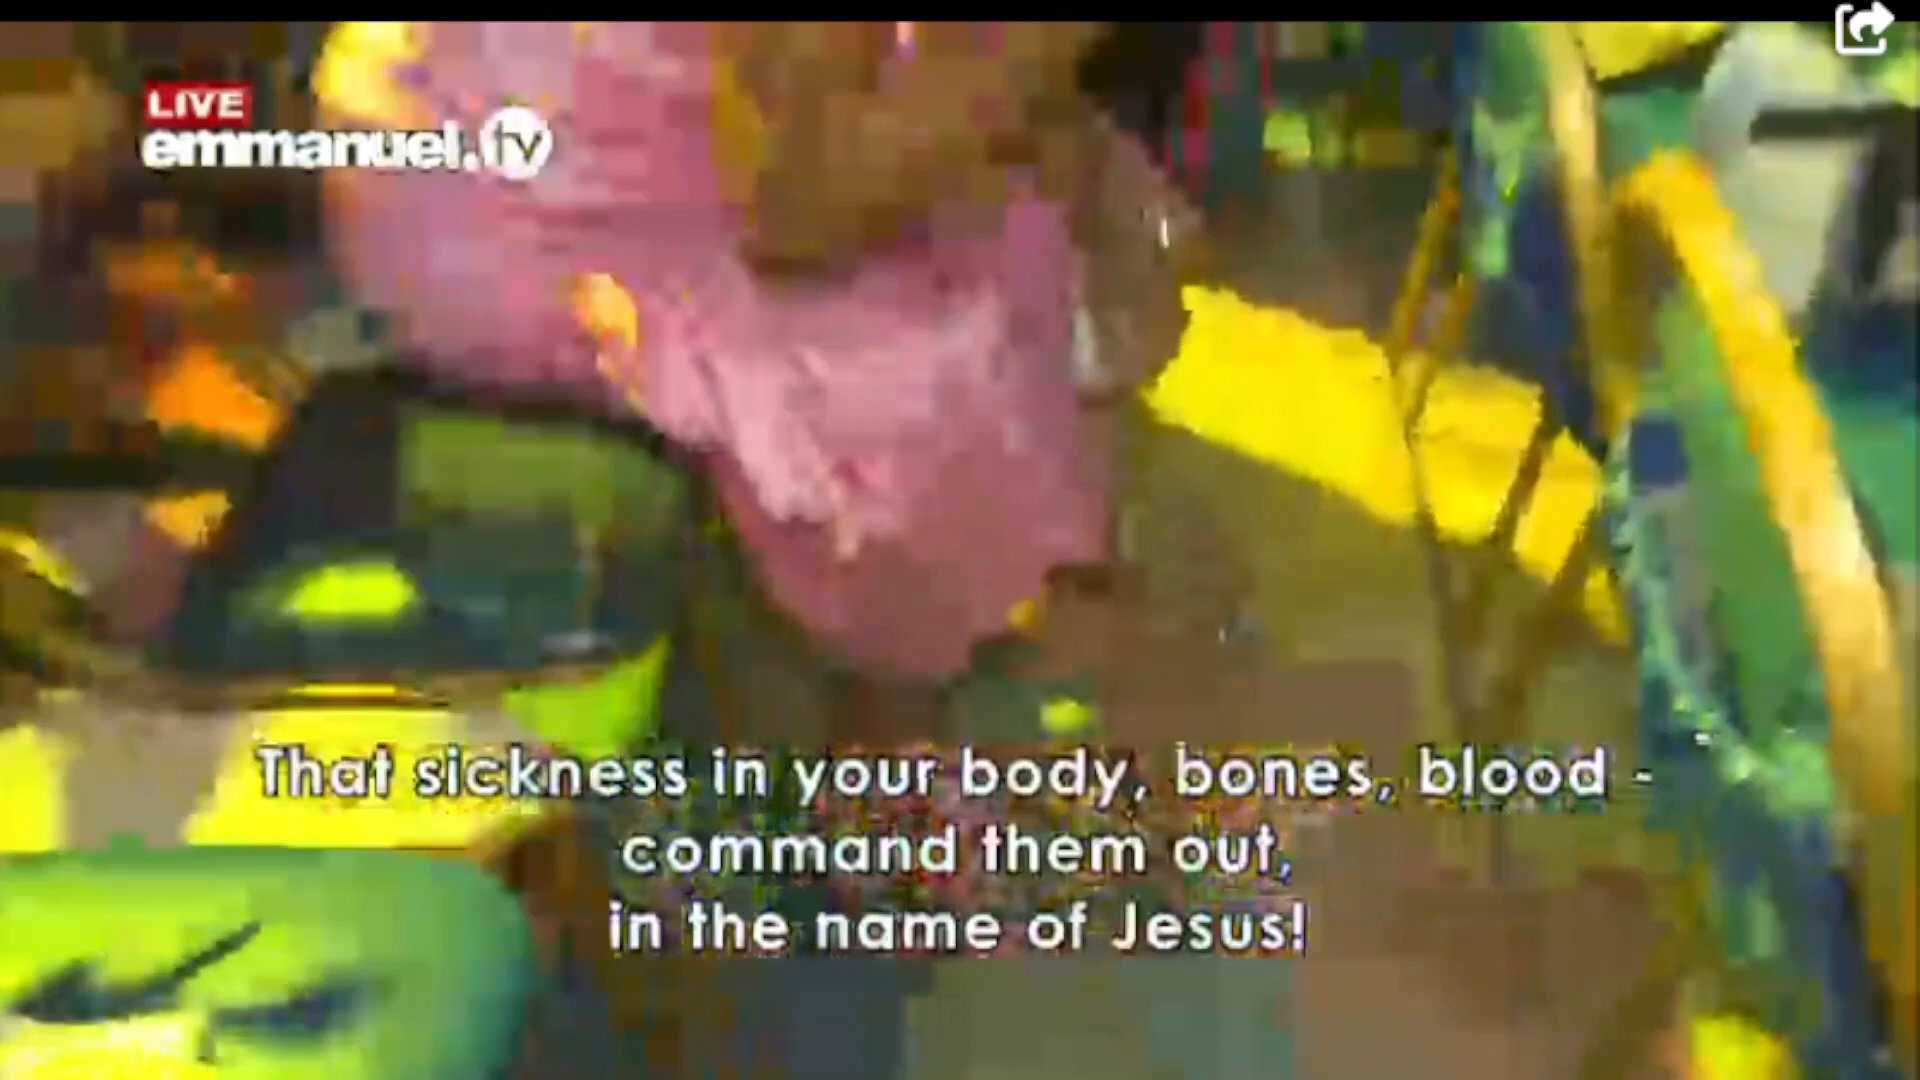 LIVE
emmanuel.tv
That sickness in your body, bones, blood -
command them out,
in the name of Jesus!